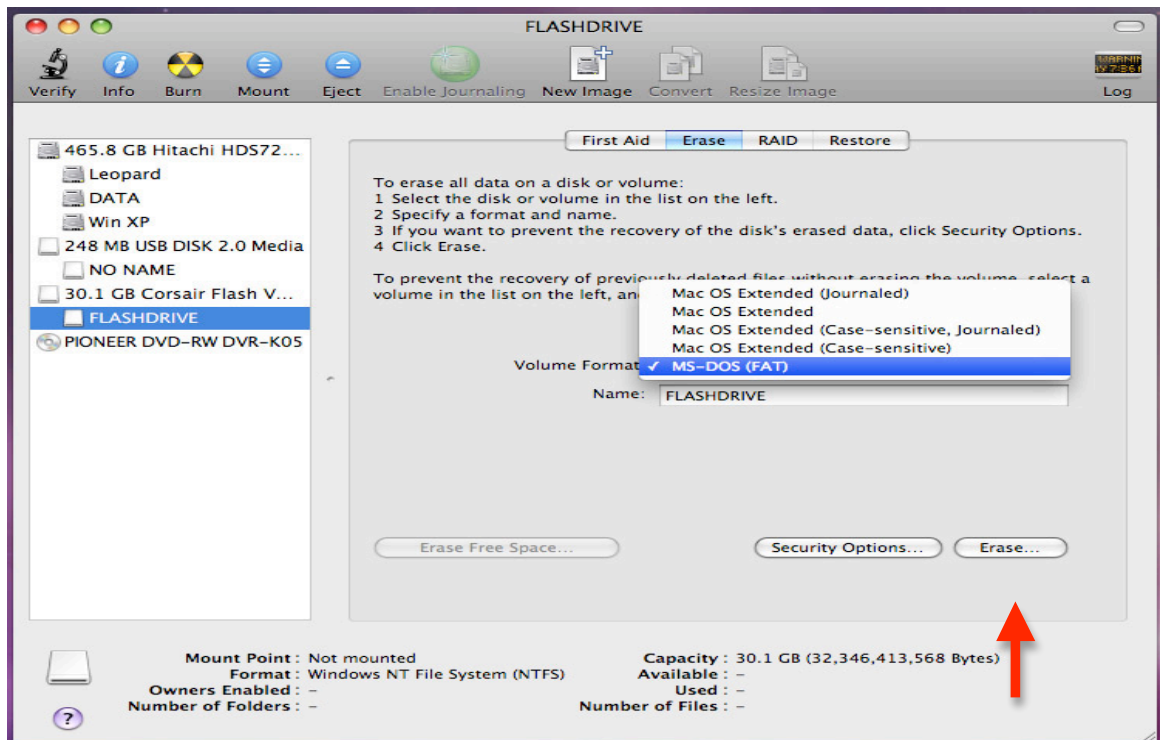 FLASHDRIVE
Verify Info Burn Mount Eject Enable Journaling New Image Convert Resize Image Log
First Aid Erase RAID Restore
465.8 GB Hitachi HDS72...
Leopard
DATA
Win XP
248 MB USB DISK 2.0 Media
NO NAME
30.1 GB Corsair Flash V...
FLASHDRIVE
PIONEER DVD-RW DVR-K05
To erase all data on a disk or volume:
1 Select the disk or volume in the list on the left.
2 Specify a format and name.
3 If you want to prevent the recovery of the disk's erased data, click Security Options.
4 Click Erase.
To prevent the recovery of previously deleted files without erasing the volume, select a
volume in the list on the left, an
Mac OS Extended (Journaled)
Mac OS Extended
Mac OS Extended (Case-sensitive, Journaled)
Mac OS Extended (Case-sensitive)
Volume Format ✓ MS-DOS (FAT)
Name: FLASHDRIVE
Erase Free Space... Security Options... Erase...
Mount Point : Not mounted
Format : Windows NT File System (NTFS)
Owners Enabled : -
Number of Folders : -
Capacity : 30.1 GB (32,346,413,568 Bytes)
Available : -
Used : -
Number of Files : -
?